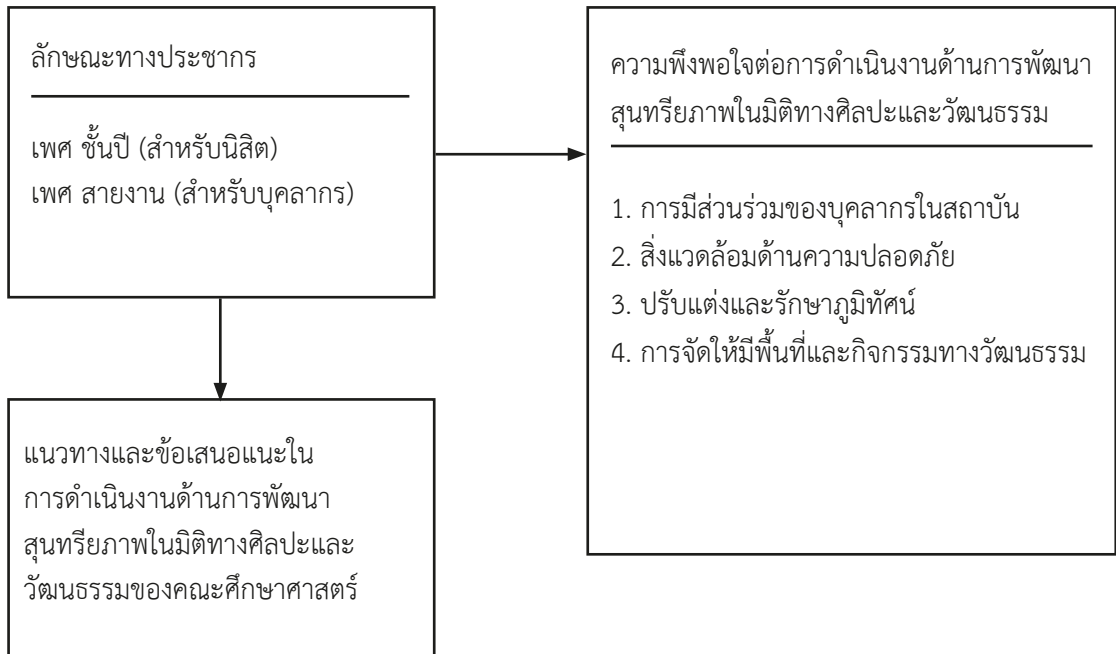 ลักษณะทางประชากร
เพศ ชั้นปี (สำหรับนิสิต)
เพศ สายงาน (สำหรับบุคลากร)
ความพึงพอใจต่อการดำเนินงานด้านการพัฒนา
สุนทรียภาพในมิติทางศิลปะและวัฒนธรรม
1. การมีส่วนร่วมของบุคลากรในสถาบัน
2. สิ่งแวดล้อมด้านความปลอดภัย
3. ปรับแต่งและรักษาภูมิทัศน์
4. การจัดให้มีพื้นที่และกิจกรรมทางวัฒนธรรม
แนวทางและข้อเสนอแนะใน
การดำเนินงานด้านการพัฒนา
สุนทรียภาพในมิติทางศิลปะและ
วัฒนธรรมของคณะศึกษาศาสตร์